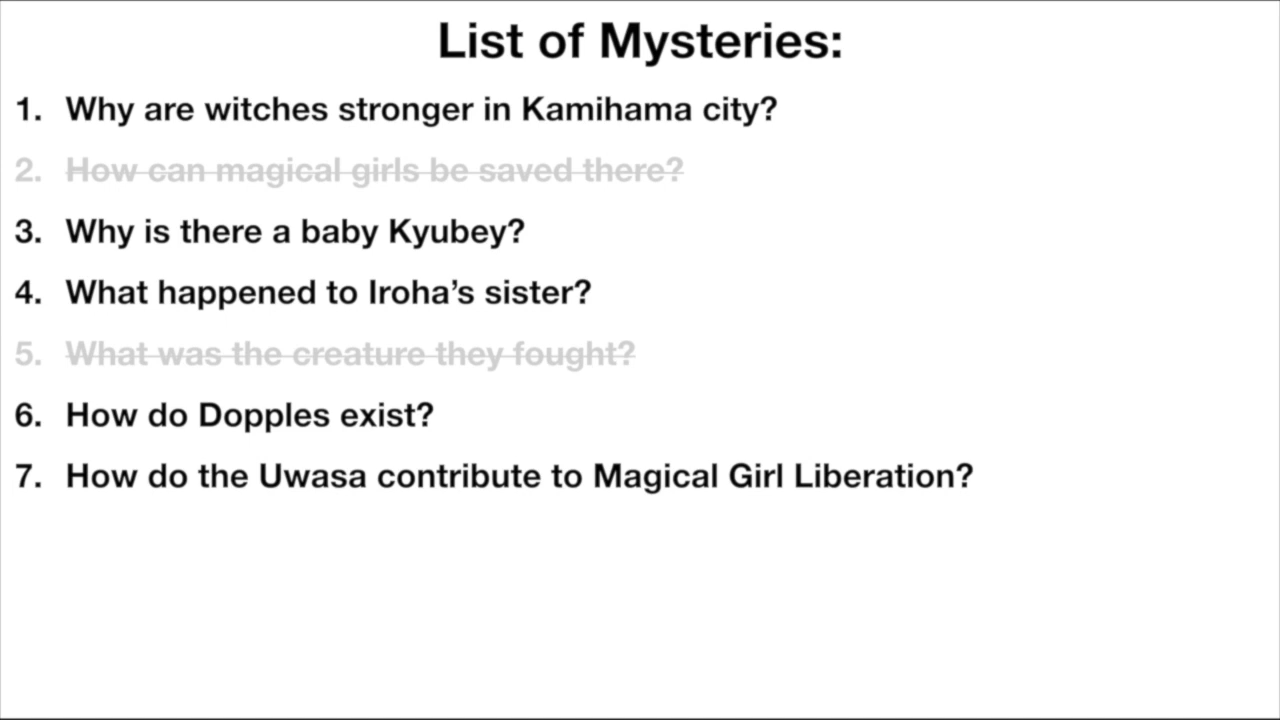 List of Mysteries:
1. Why are witches stronger in Kamihama city?
2. How can magical girls be saved there?
3. Why is there a baby Kyubey?
4. What happened to Iroha’s sister?
5. What was the creature they fought?
6. How do Dopples exist?
7. How do the Uwasa contribute to Magical Girl Liberation?